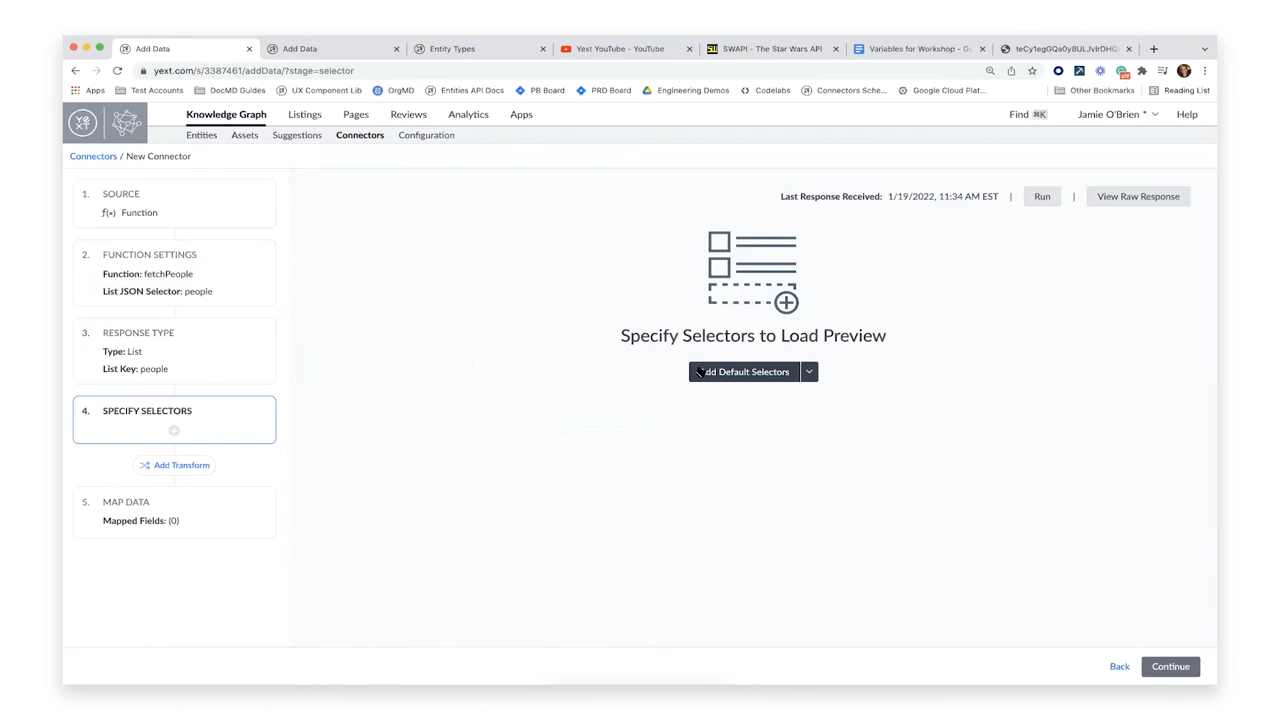 Add Data
Add Data
Entity Types
Yext YouTube - YouTube
SWAPI - The Star Wars API
Variables for Workshop - Go
yext.com/s/3387461/addData/?stage=selector
Apps
Test Accounts
DocMD Guides
UX Component Lib
OrgMD
Entities API Docs
PB Board
PRD Board
Engineering Demos
Codelabs
Connectors Sche...
Google Cloud Plat...
Other Bookmarks
Reading List
YEXT
Knowledge Graph
Listings
Pages
Reviews
Analytics
Apps
Find ⌘K
Jamie O'Brien *
Help
Entities
Assets
Suggestions
Connectors
Configuration
Connectors / New Connector
1. SOURCE
f(x) Function
2. FUNCTION SETTINGS
Function: fetchPeople
List JSON Selector: people
3. RESPONSE TYPE
Type: List
List Key: people
4. SPECIFY SELECTORS
Add Transform
5. MAP DATA
Mapped Fields: (0)
Last Response Received: 1/19/2022, 11:34 AM EST | Run | View Raw Response
Specify Selectors to Load Preview
Add Default Selectors
Back
Continue